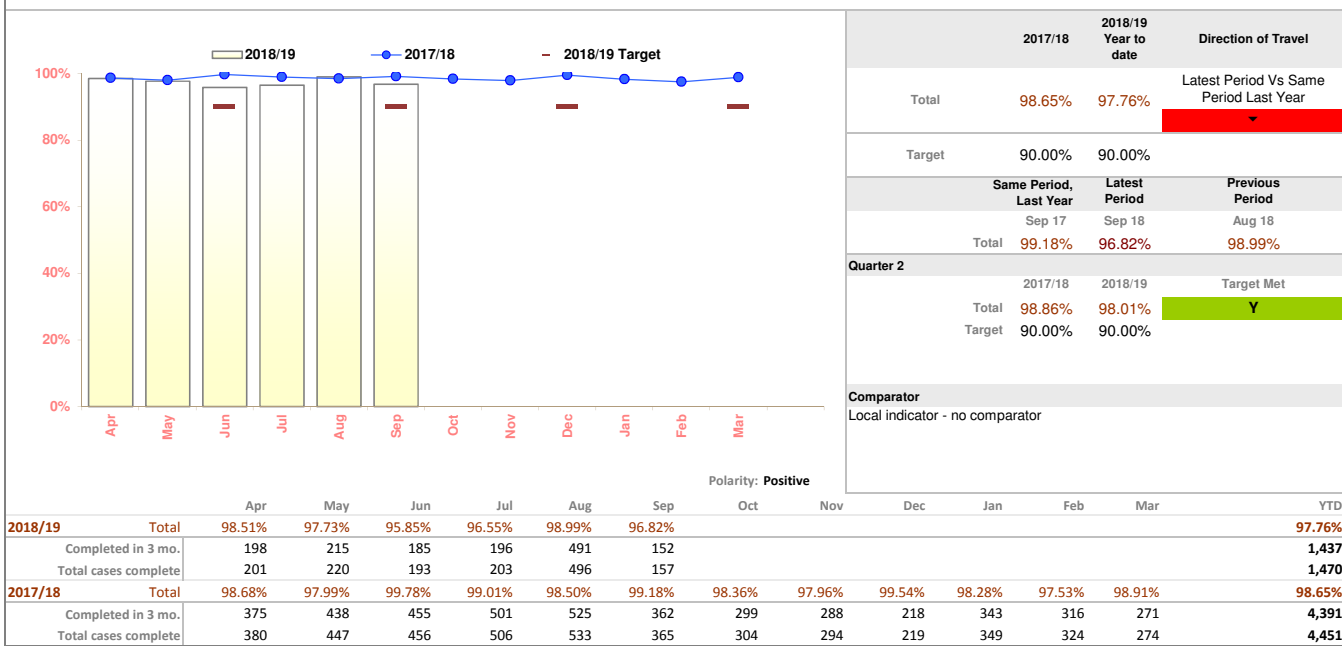 2018/19 2017/18 2018/19 Target
100%
80%
60%
40%
20%
0%
Apr May Jun Jul Aug Sep Oct Nov Dec Jan Feb Mar
Polarity: Positive
2017/18 2018/19 Year to date Direction of Travel
Total 98.65% 97.76% Latest Period Vs Same Period Last Year
Target 90.00% 90.00%
Same Period, Last Year Latest Period Previous Period
Sep 17 Sep 18 Aug 18
Total 99.18% 96.82% 98.99%
Quarter 2
2017/18 2018/19 Target Met
Total 98.86% 98.01% Y
Target 90.00% 90.00%
Comparator
Local indicator - no comparator
Apr May Jun Jul Aug Sep Oct Nov Dec Jan Feb Mar YTD
2018/19 Total 98.51% 97.73% 95.85% 96.55% 98.99% 96.82% 97.76%
Completed in 3 mo. 198 215 185 196 491 152 1,437
Total cases complete 201 220 193 203 496 157 1,470
2017/18 Total 98.68% 97.99% 99.78% 99.01% 98.50% 99.18% 98.36% 97.96% 99.54% 98.28% 97.53% 98.91% 98.65%
Completed in 3 mo. 375 438 455 501 525 362 299 288 218 343 316 271 4,391
Total cases complete 380 447 456 506 533 365 304 294 219 349 324 274 4,451